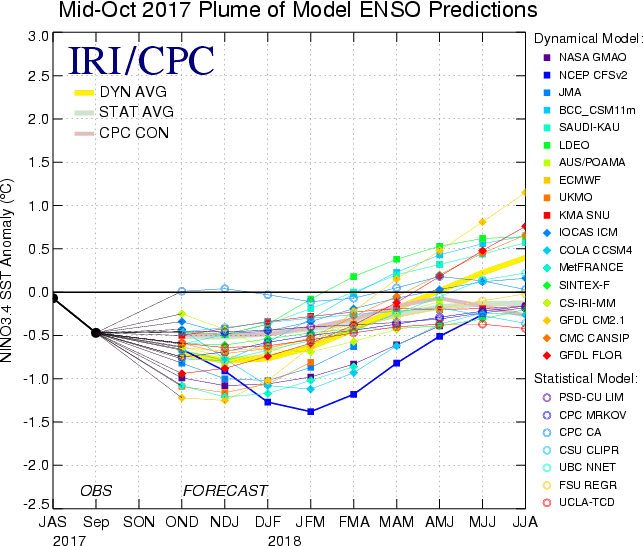 Mid-Oct 2017 Plume of Model ENSO Predictions
IRI/CPC
DYN AVG
STAT AVG
CPC CON
NINO3.4 SST Anomaly (ºC)
3.0
2.5
2.0
1.5
1.0
0.5
0.0
-0.5
-1.0
-1.5
-2.0
-2.5
OBS FORECAST
JAS Sep SON OND NDJ DJF JFM FMA MAM AMJ MJJ JJA
2017 2018
Dynamical Model:
NASA GMAO
NCEP CFSv2
JMA
BCC_CSM11m
SAUDI-KAU
LDEO
AUS/POAMA
ECMWF
UKMO
KMA SNU
IOCAS ICM
COLA CCSM4
MetFRANCE
SINTEX-F
CS-IRI-MM
GFDL CM2.1
CMC CANSIP
GFDL FLOR
Statistical Model:
PSD-CU LIM
CPC MRKOV
CPC CA
CSU CLIPR
UBC NNET
FSU REGR
UCLA-TCD